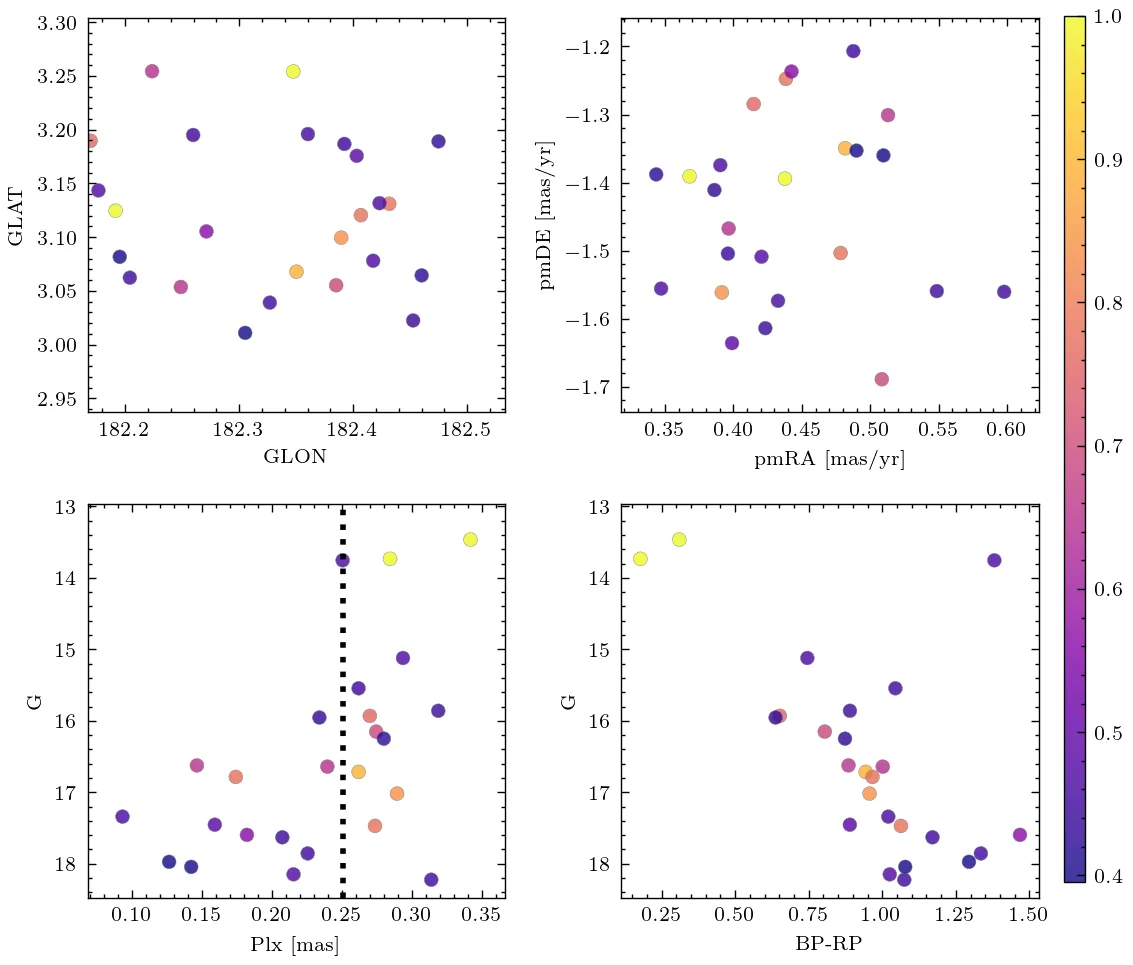 3.30
3.25
3.20
3.15
3.10
3.05
3.00
2.95
GLAT
182.2 182.3 182.4 182.5
GLON
−1.2
−1.3
−1.4
−1.5
−1.6
−1.7
pmDE [mas/yr]
0.35 0.40 0.45 0.50 0.55 0.60
pmRA [mas/yr]
13
14
15
16
17
18
G
0.10 0.15 0.20 0.25 0.30 0.35
Plx [mas]
13
14
15
16
17
18
G
0.25 0.50 0.75 1.00 1.25 1.50
BP-RP
1.0
0.9
0.8
0.7
0.6
0.5
0.4